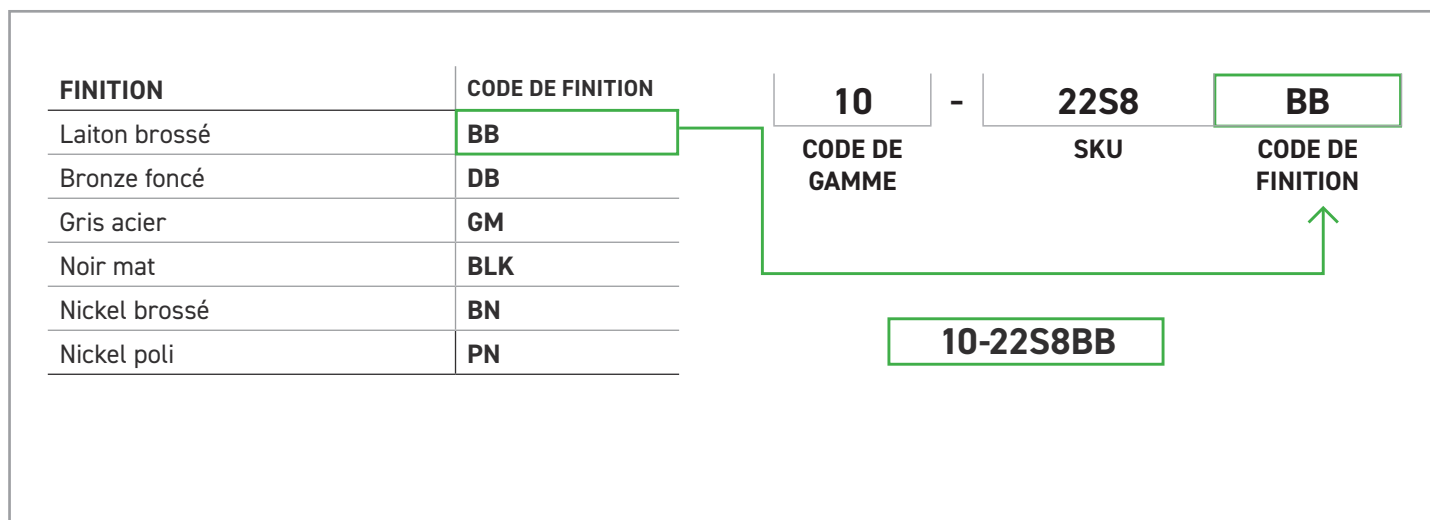 FINITION CODE DE FINITION
Laiton brossé BB
Bronze foncé DB
Gris acier GM
Noir mat BLK
Nickel brossé BN
Nickel poli PN
10 - 22S8 BB
CODE DE GAMME SKU CODE DE FINITION
10-22S8BB